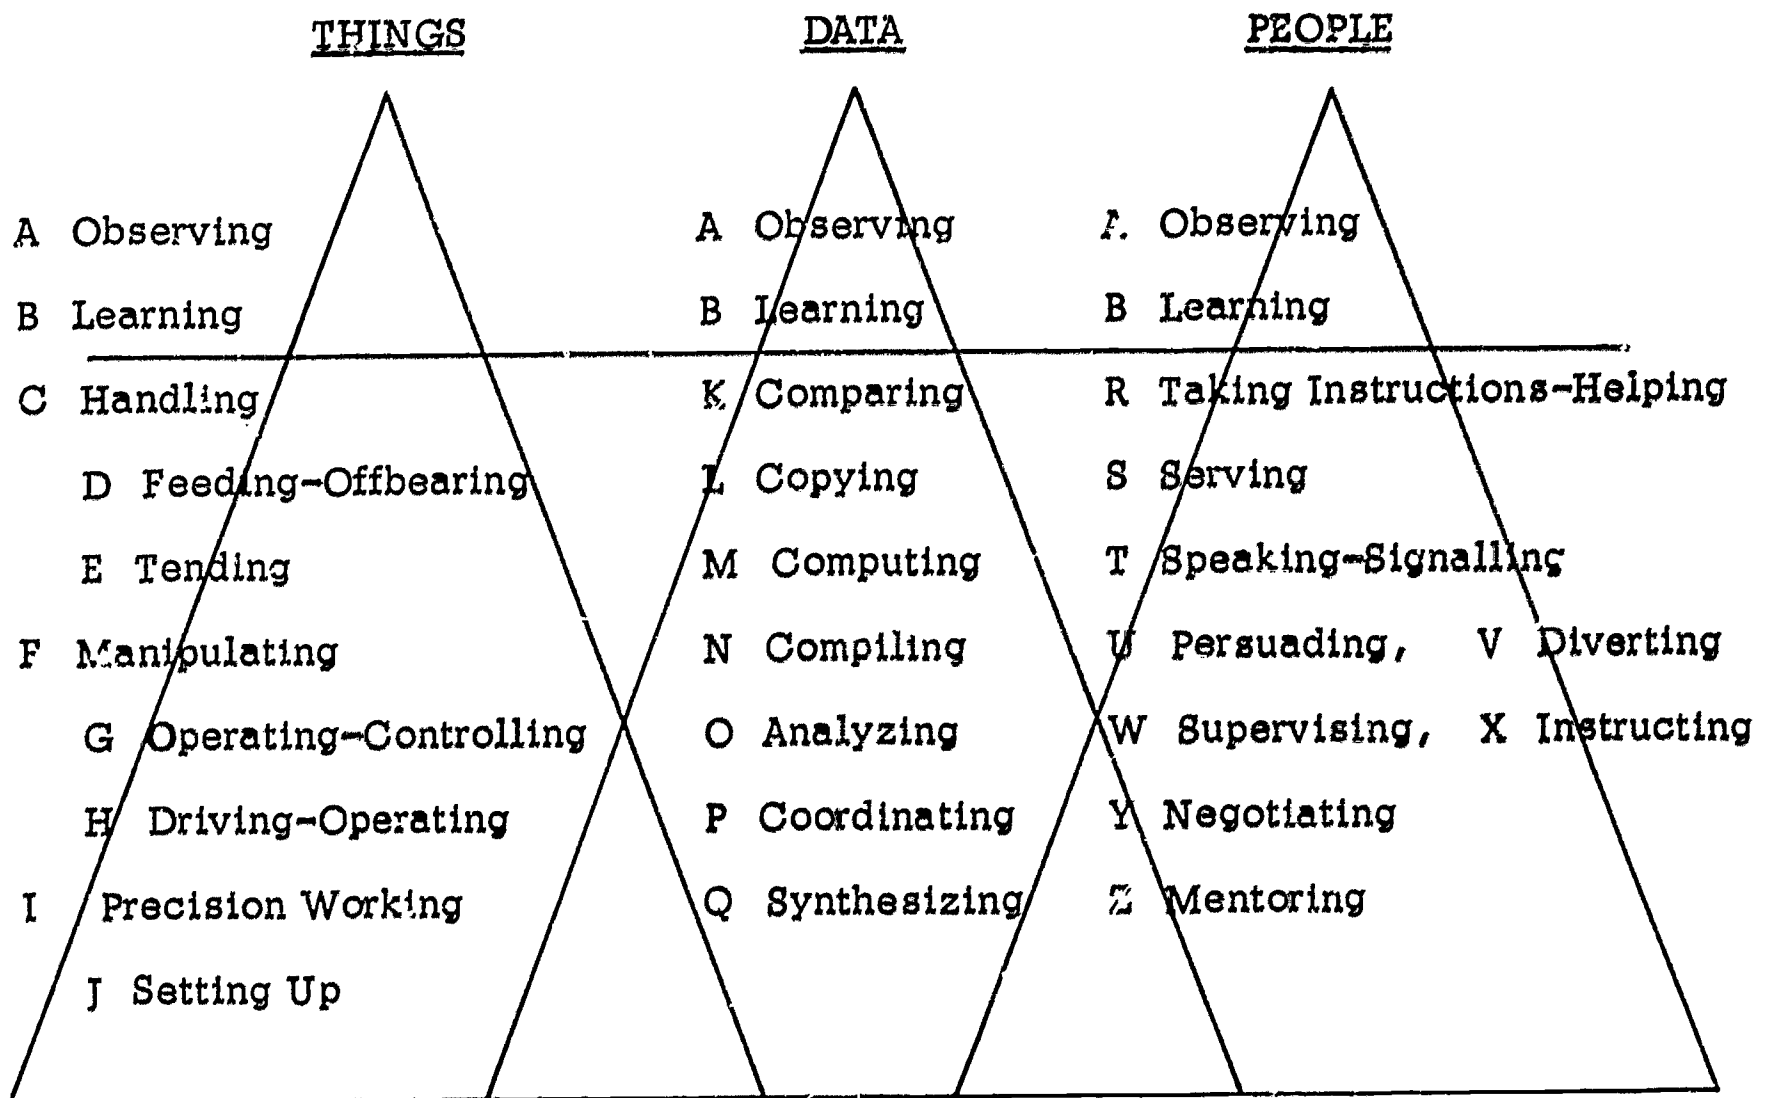 THINGS DATA PEOPLE
A Observing A Observing A Observing
B Learning B Learning B Learning
C Handling K Comparing R Taking Instructions-Helping
D Feeding-Offbearing L Copying S Serving
E Tending M Computing T Speaking-Signalling
F Manipulating N Compiling U Persuading, V Diverting
G Operating-Controlling O Analyzing W Supervising, X Instructing
H Driving-Operating P Coordinating Y Negotiating
I Precision Working Q Synthesizing Z Mentoring
J Setting Up